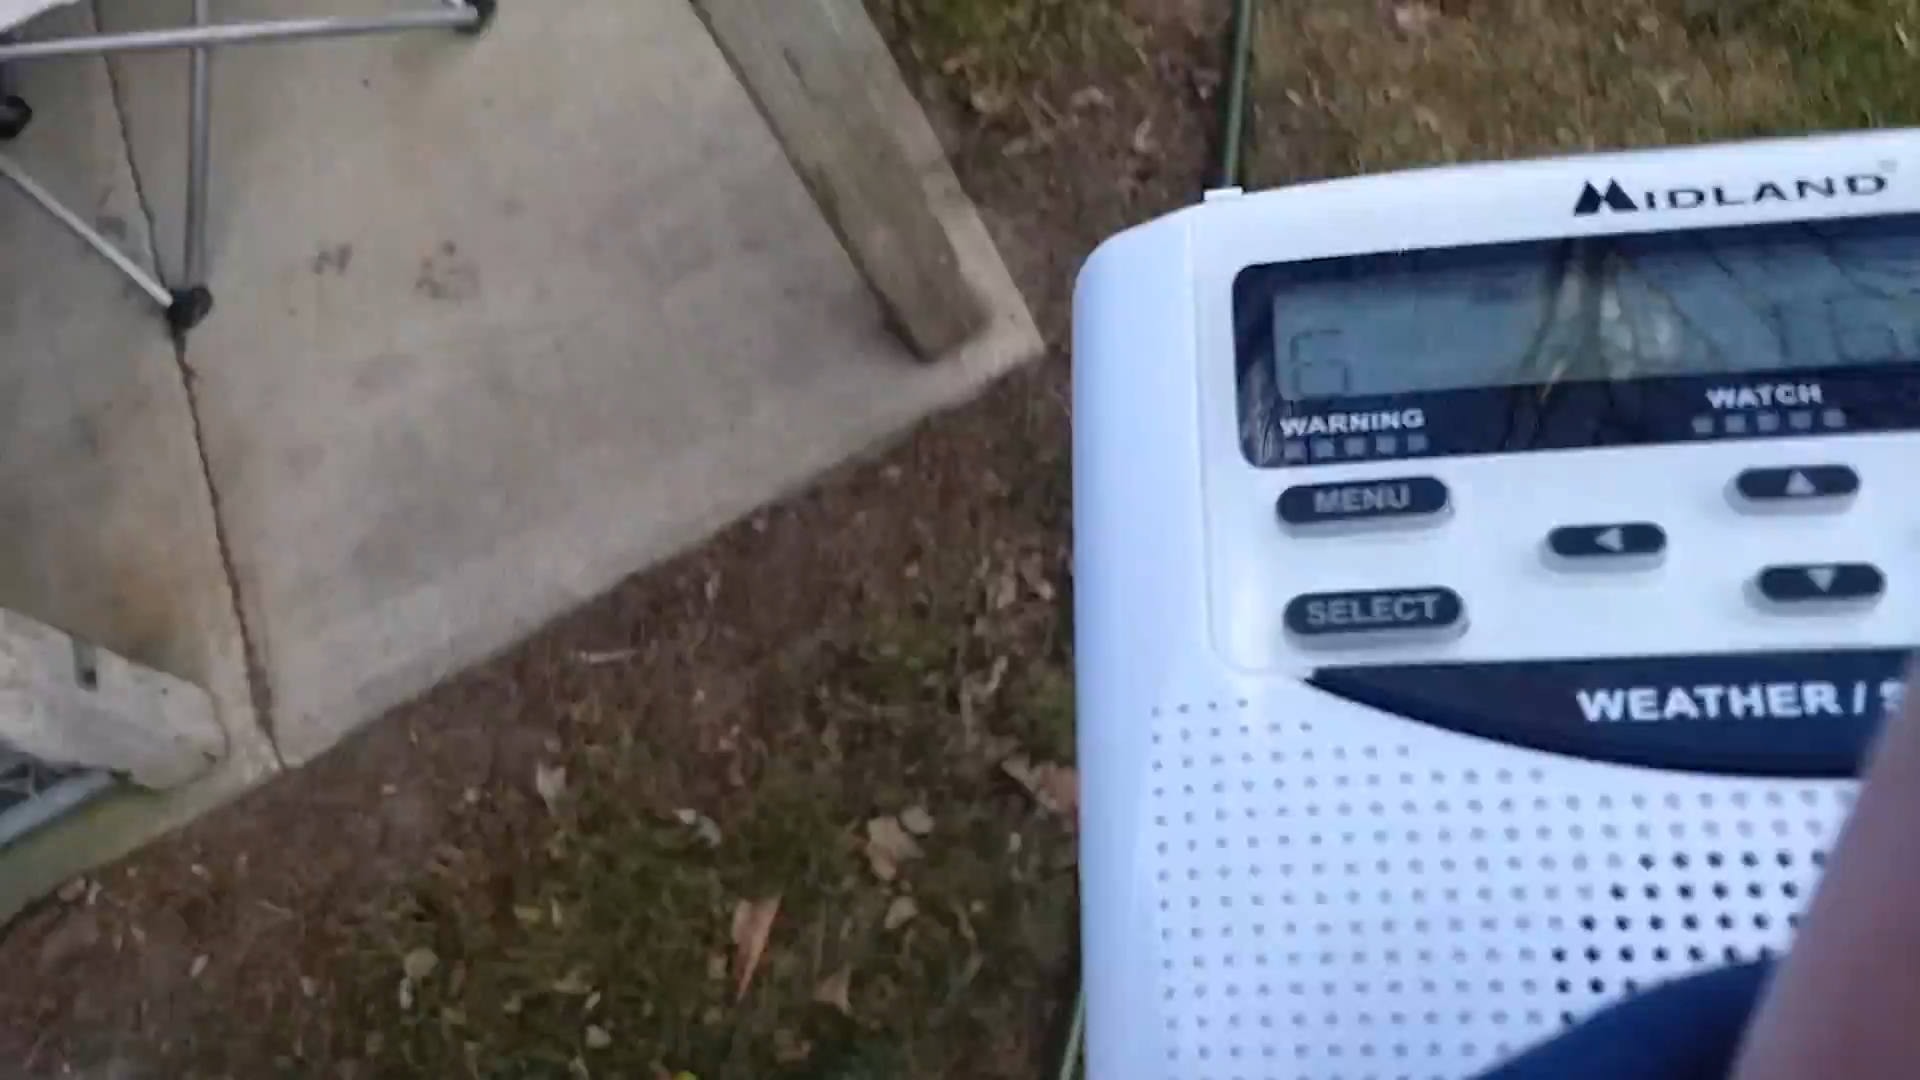 MIDLAND
WARNING
WATCH
MENU
SELECT
WEATHER /